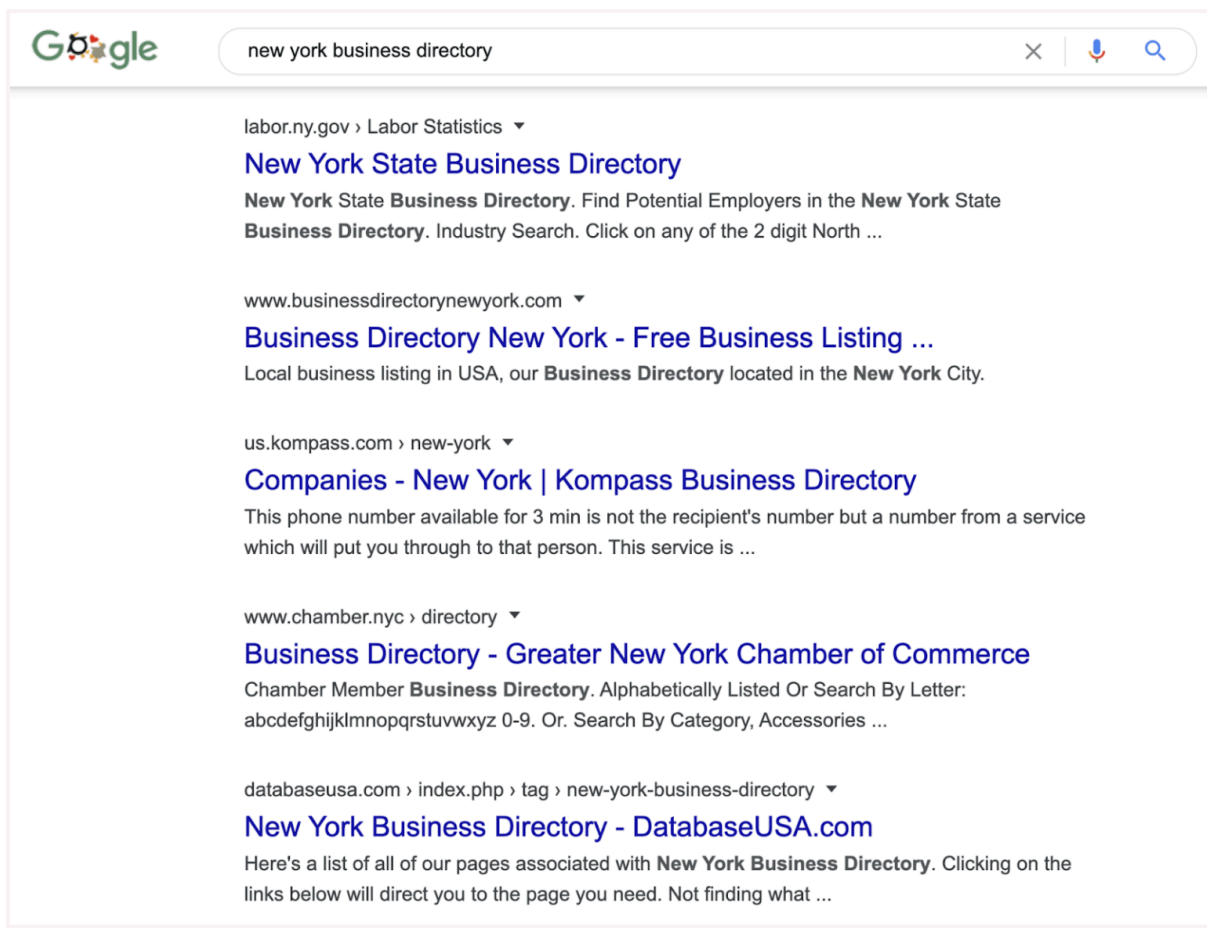 Google
new york business directory
labor.ny.gov › Labor Statistics
New York State Business Directory
New York State Business Directory. Find Potential Employers in the New York State
Business Directory. Industry Search. Click on any of the 2 digit North ...
www.businessdirectorynewyork.com
Business Directory New York - Free Business Listing ...
Local business listing in USA, our Business Directory located in the New York City.
us.kompass.com › new-york
Companies - New York | Kompass Business Directory
This phone number available for 3 min is not the recipient's number but a number from a service
which will put you through to that person. This service is ...
www.chamber.nyc › directory
Business Directory - Greater New York Chamber of Commerce
Chamber Member Business Directory. Alphabetically Listed Or Search By Letter:
abcdefghijklmnopqrstuvwxyz 0-9. Or. Search By Category, Accessories ...
databaseusa.com › index.php › tag › new-york-business-directory
New York Business Directory - DatabaseUSA.com
Here's a list of all of our pages associated with New York Business Directory. Clicking on the
links below will direct you to the page you need. Not finding what ...